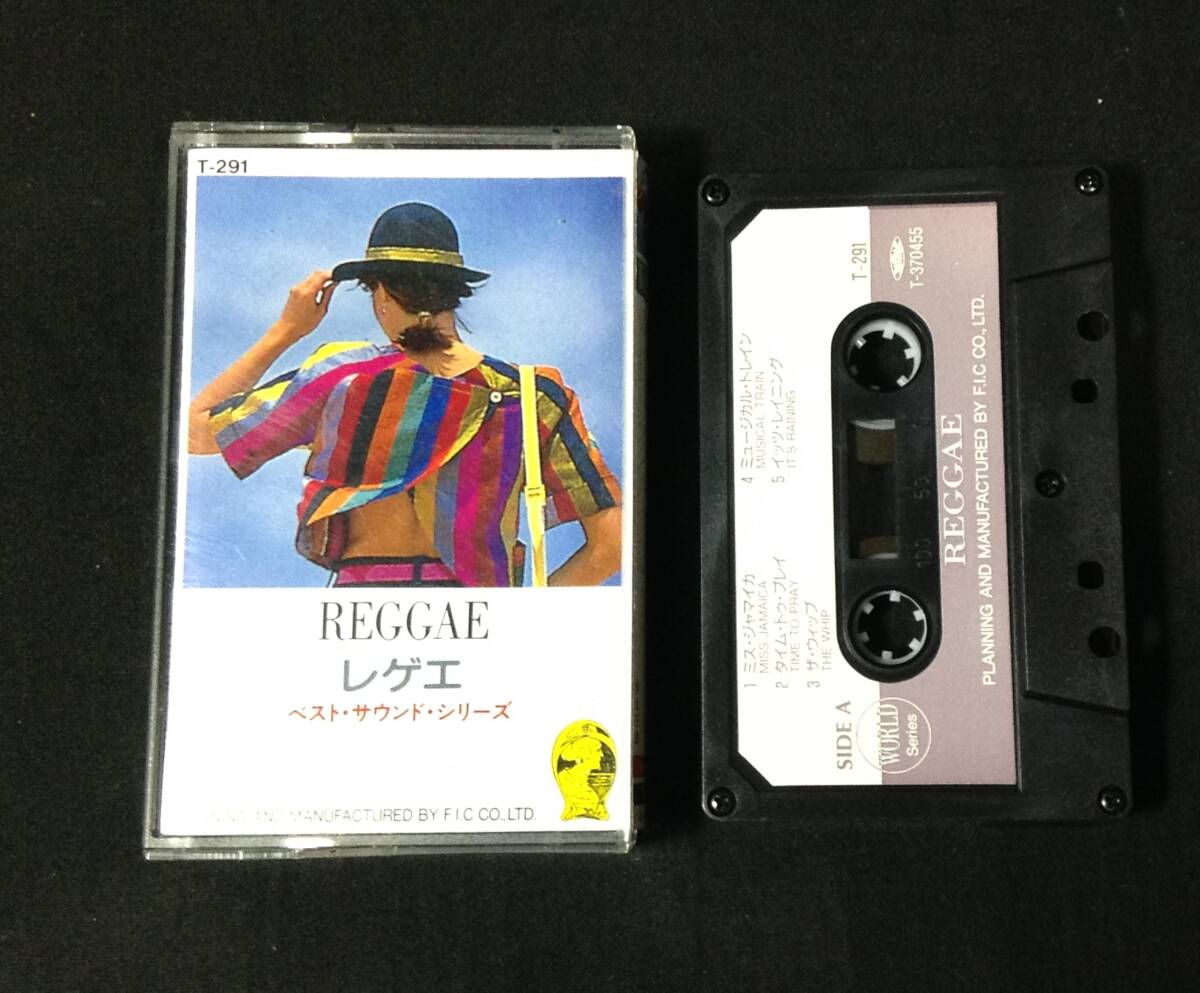 T-291
REGGAE
レゲエ
ベスト・サウンド・シリーズ
AND MANUFACTURED BY F.I.C CO.,LTD.
SIDE A
1 ミス・ジャマイカ
MISS JAMAICA
2 タイム・トゥ・プレイ
TIME TO PRAY
3 ザ・ウィップ
THE WHIP
4 ミュージカル・トレイン
MUSICAL TRAIN
5 イッツ・レイニング
IT'S RAINING
T-291
T-370455
WORLD
Series
100 50
REGGAE
PLANNING AND MANUFACTURED BY F.I.C CO., LTD.